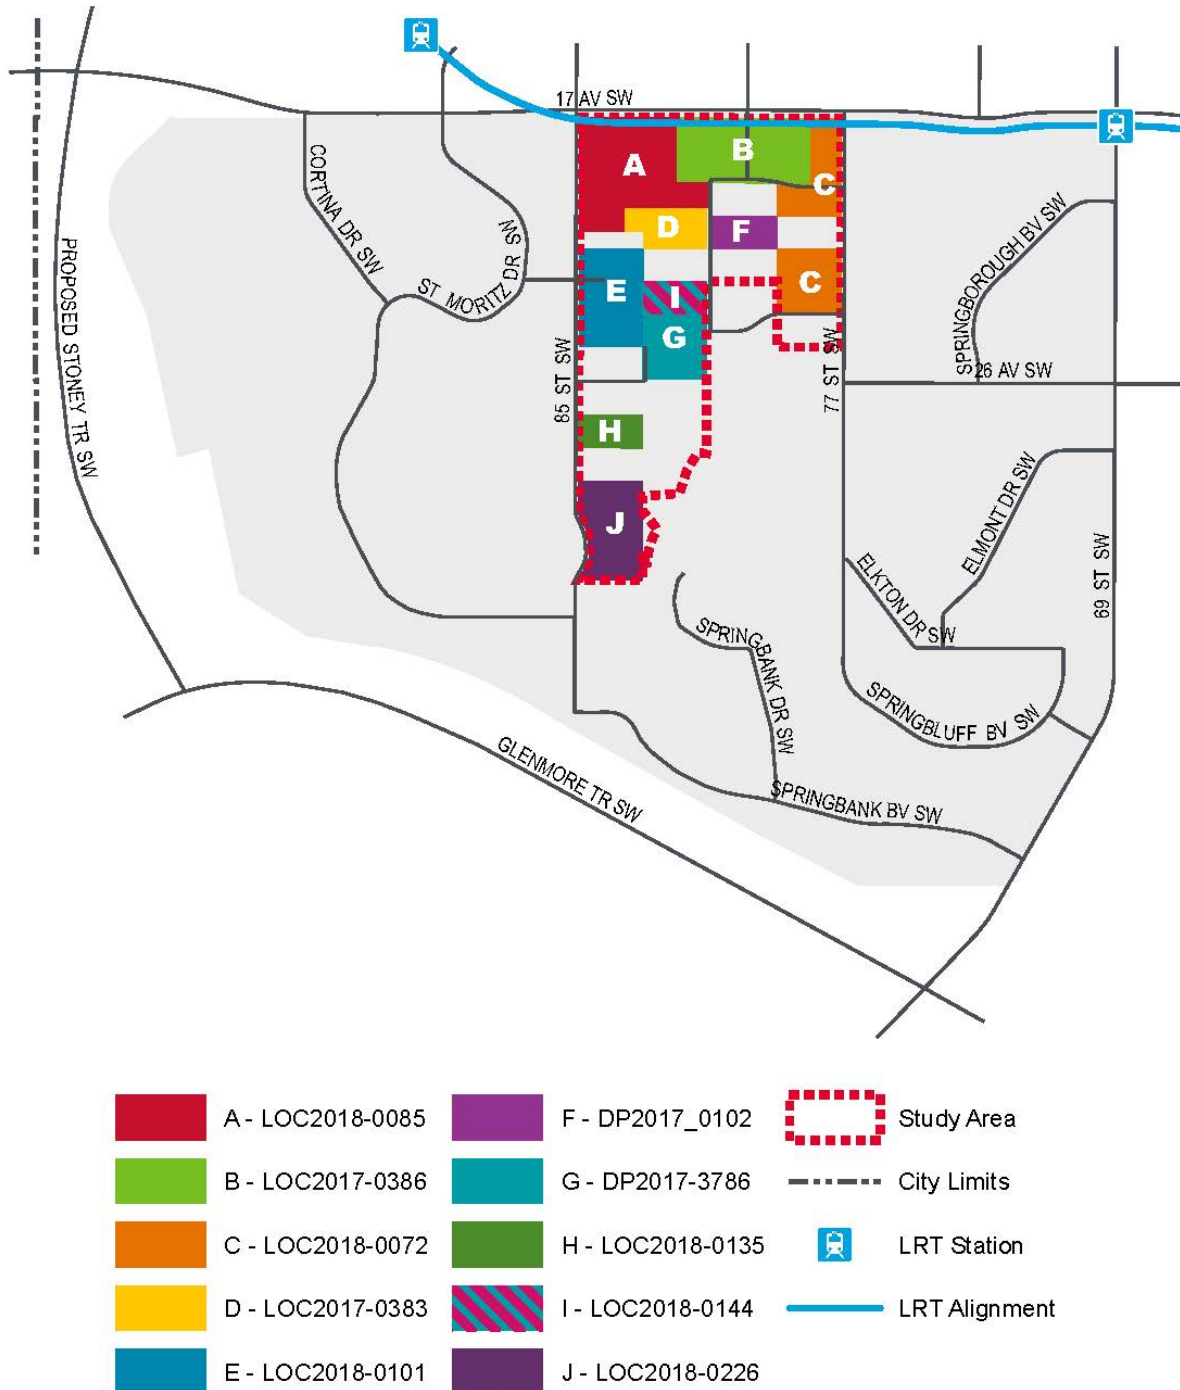 17 AV SW
A
B
C
CORTINA DR SW
ST MORITZ DR SW
D
F
SPRINGBOROUGH BV SW
PROPOSED STONEY TR SW
E
I
C
G
85 ST SW
77 ST SW
26 AV SW
H
J
ELMONT DR SW
ELKTON DR SW
69 ST SW
SPRINGBANK DR SW
SPRINGBLUFF BV SW
GLENMORE TR SW
SPRINGBANK BV SW
A - LOC2018-0085
F - DP2017_0102
Study Area
B - LOC2017-0386
G - DP2017-3786
City Limits
C - LOC2018-0072
H - LOC2018-0135
LRT Station
D - LOC2017-0383
I - LOC2018-0144
LRT Alignment
E - LOC2018-0101
J - LOC2018-0226